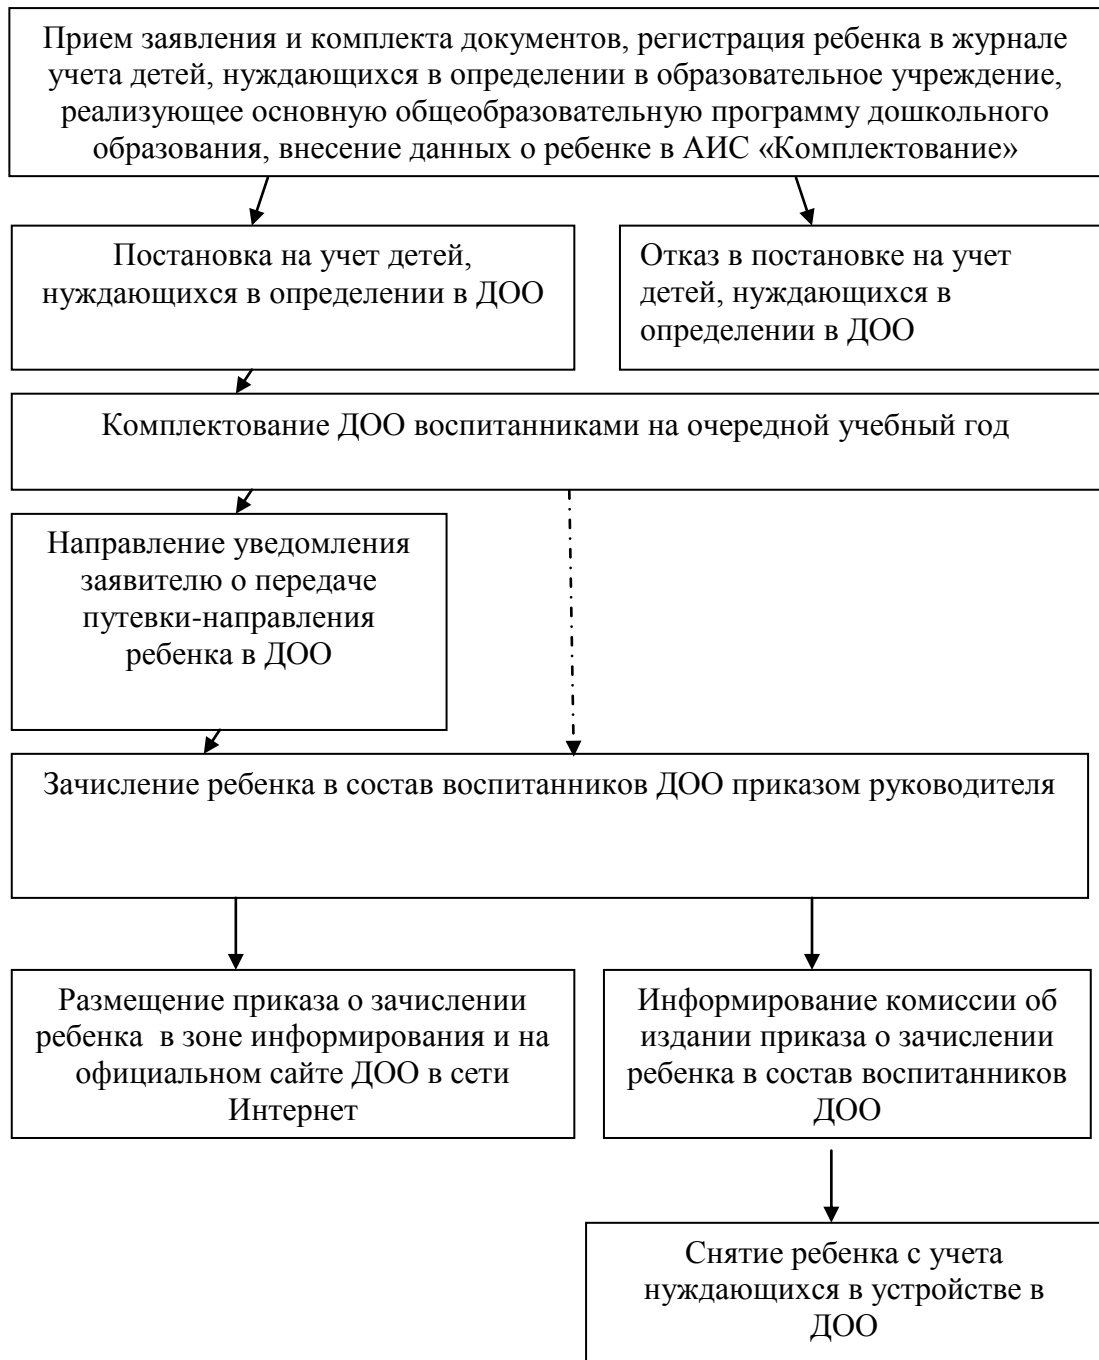 Прием заявления и комплекта документов, регистрация ребенка в журнале
учета детей, нуждающихся в определении в образовательное учреждение,
реализующее основную общеобразовательную программу дошкольного
образования, внесение данных о ребенке в АИС «Комплектование»
Постановка на учет детей,
нуждающихся в определении в ДОО
Отказ в постановке на учет
детей, нуждающихся в
определении в ДОО
Комплектование ДОО воспитанниками на очередной учебный год
Направление уведомления
заявителю о передаче
путевки-направления
ребенка в ДОО
Зачисление ребенка в состав воспитанников ДОО приказом руководителя
Размещение приказа о зачислении
ребенка в зоне информирования и на
официальном сайте ДОО в сети
Интернет
Информирование комиссии об
издании приказа о зачислении
ребенка в состав воспитанников
ДОО
Снятие ребенка с учета
нуждающихся в устройстве в
ДОО